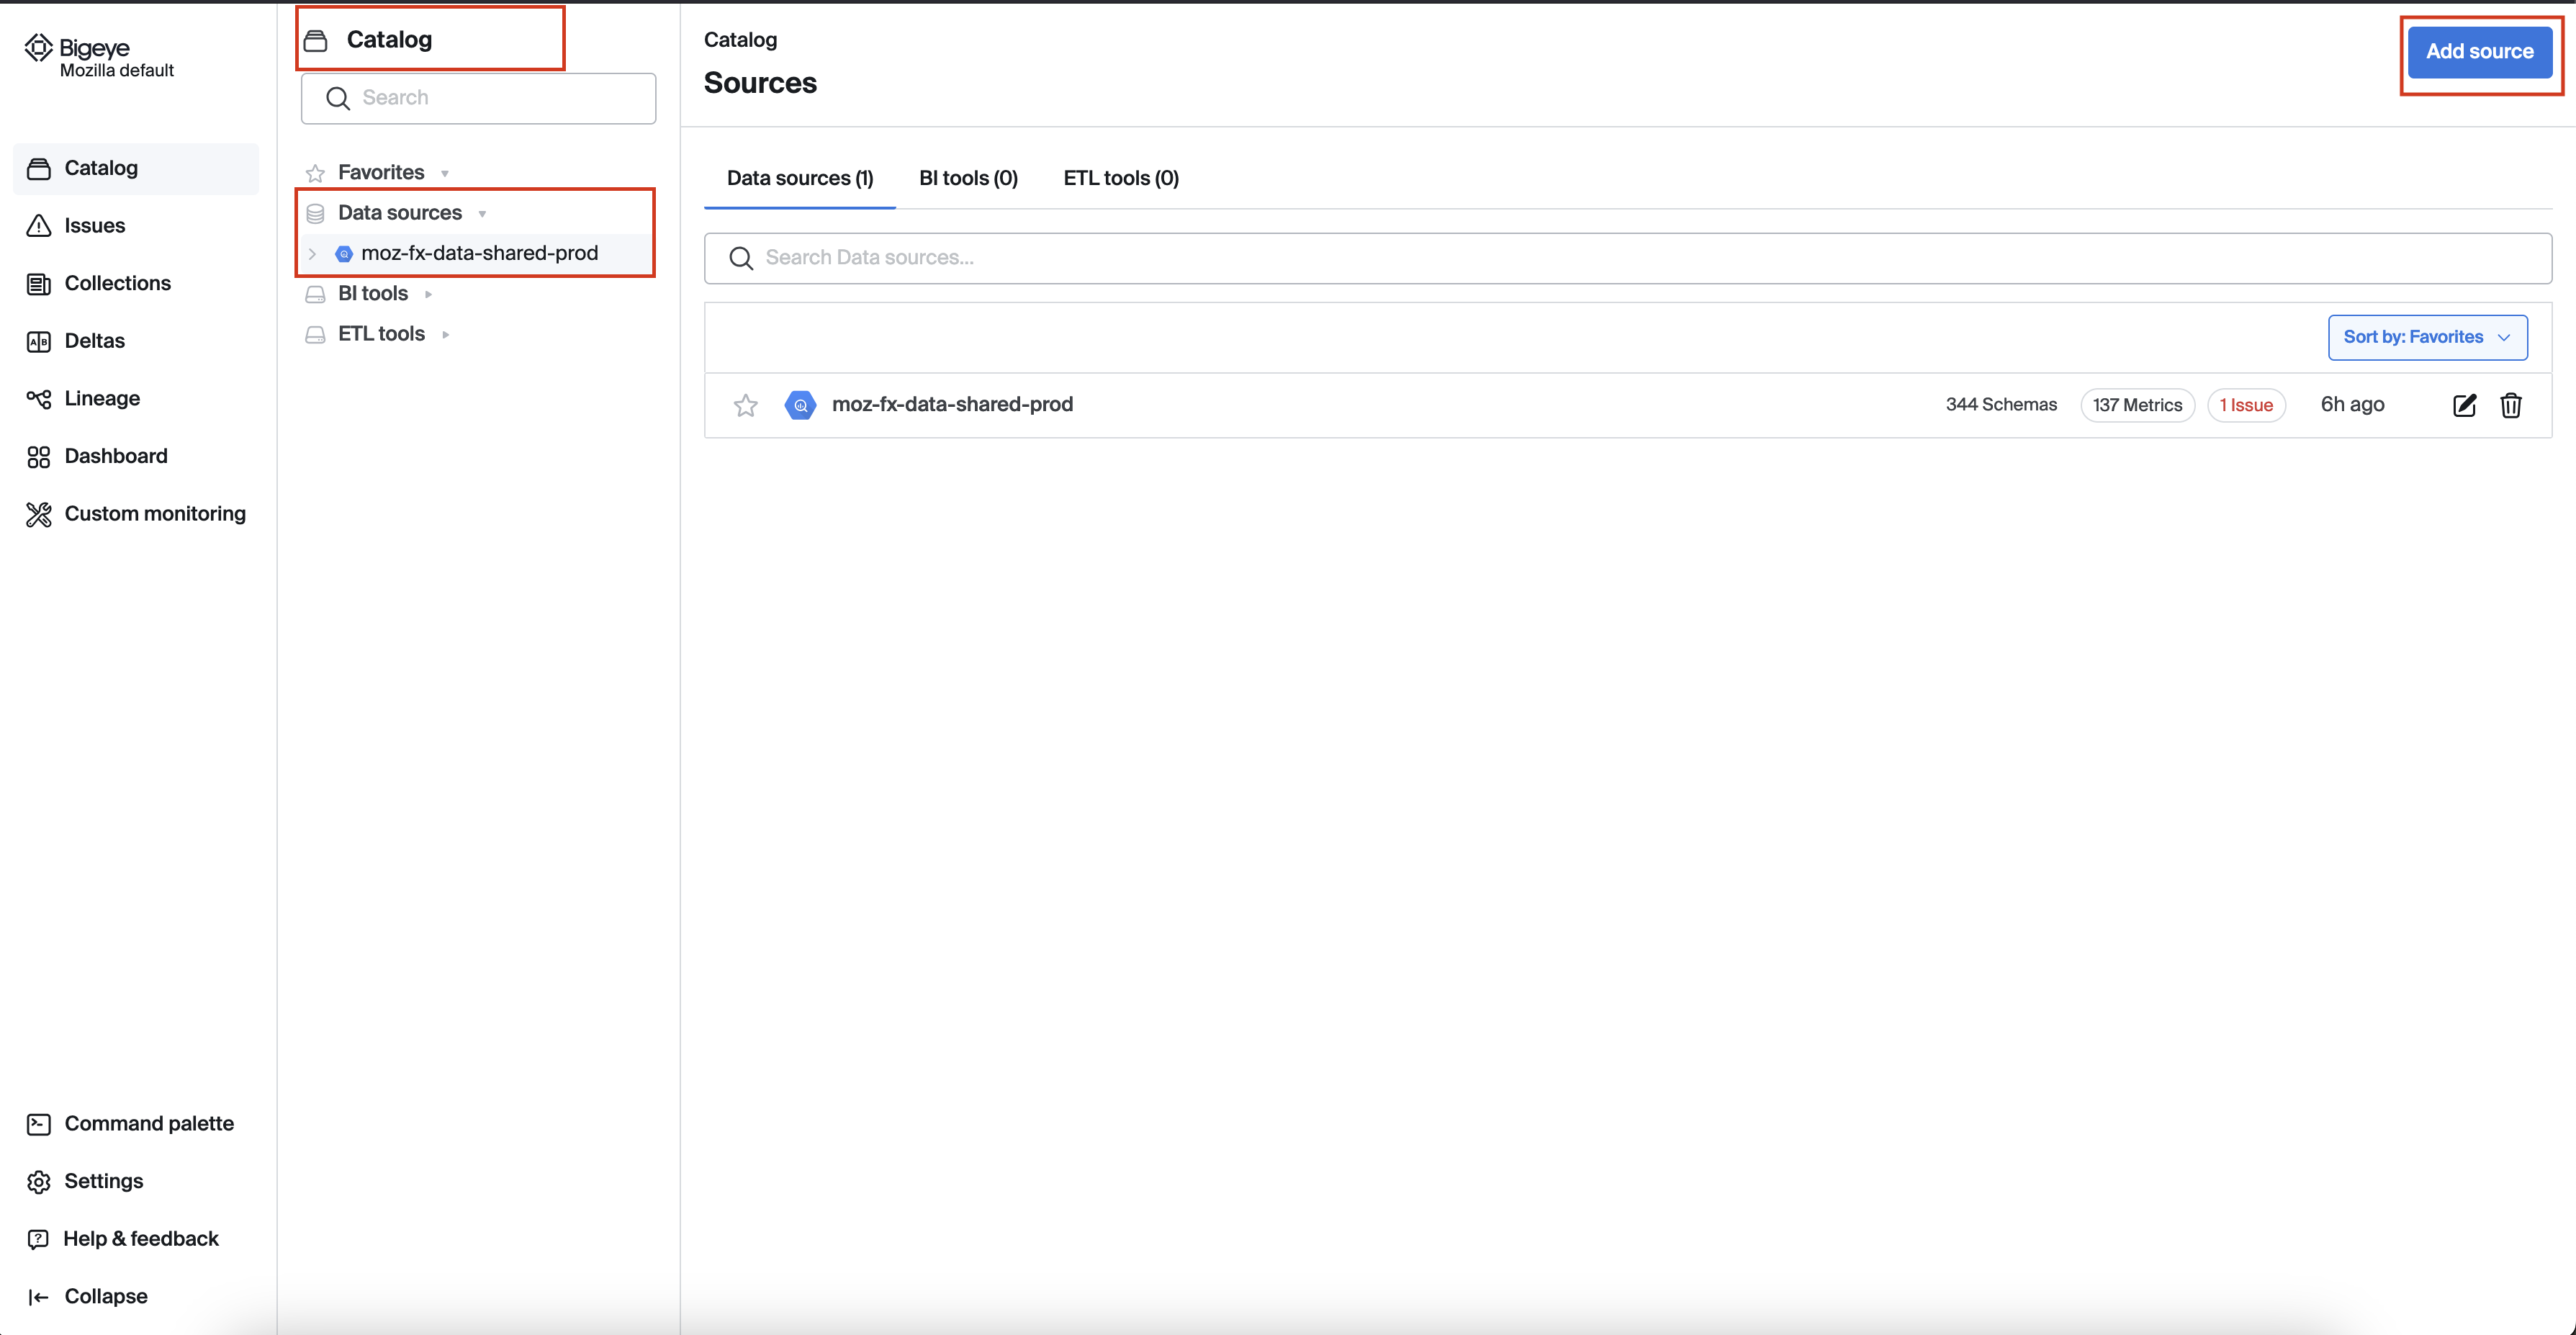 Bigeye
Mozilla default
Catalog
Issues
Collections
Deltas
Lineage
Dashboard
Custom monitoring
Command palette
Settings
Help & feedback
Collapse
Catalog
Search
Favorites
Data sources
moz-fx-data-shared-prod
BI tools
ETL tools
Catalog
Sources
Add source
Data sources (1) BI tools (0) ETL tools (0)
Search Data sources...
Sort by: Favorites
moz-fx-data-shared-prod 344 Schemas 137 Metrics 1 Issue 6h ago